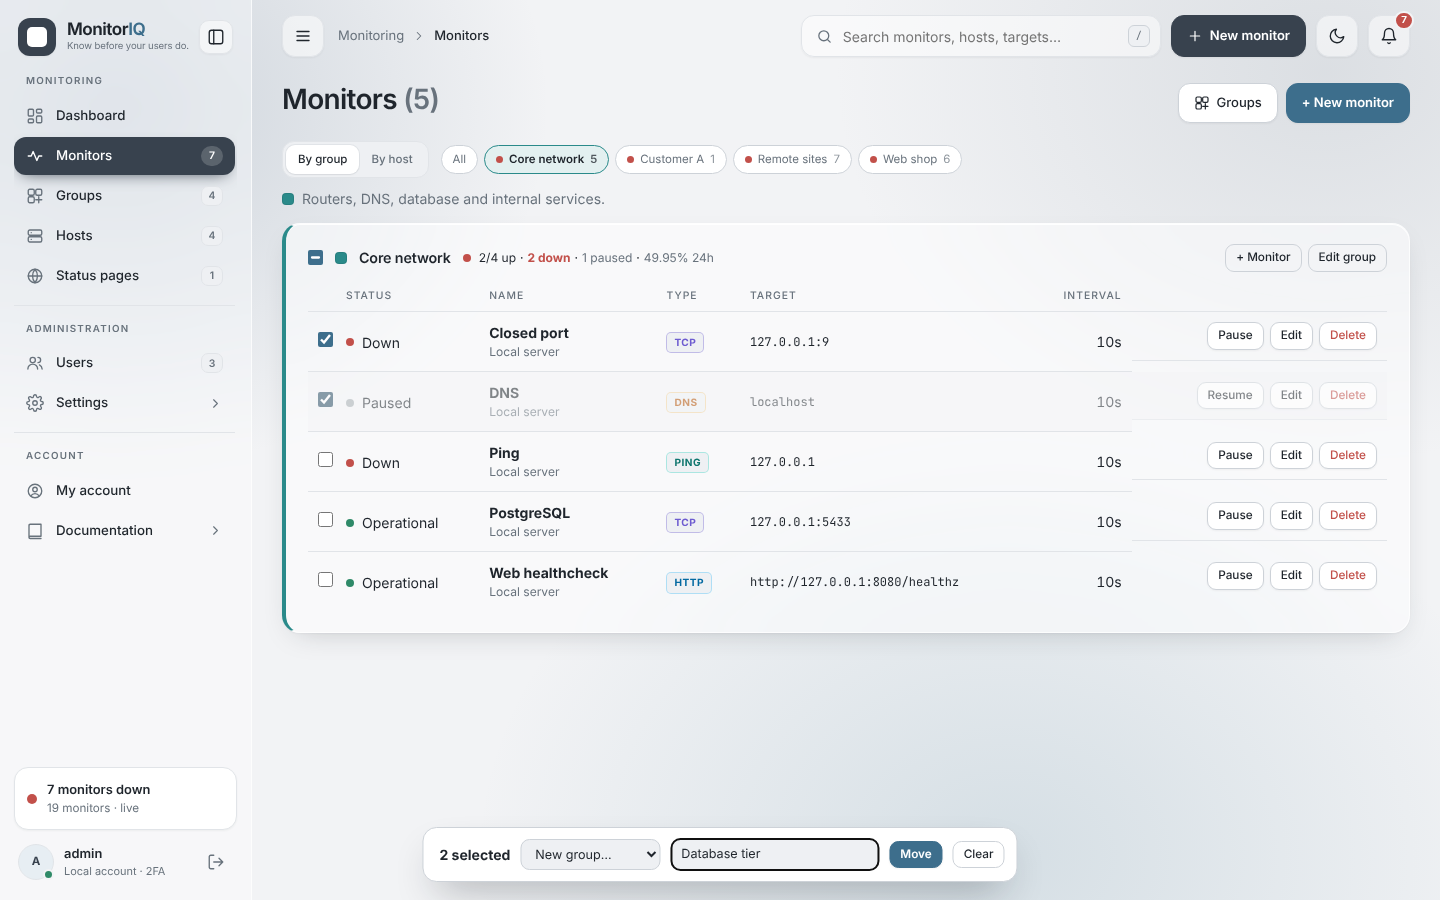 MonitorIQ
Know before your users do.
MONITORING
Dashboard
Monitors 7
Groups 4
Hosts 4
Status pages 1
ADMINISTRATION
Users 3
Settings
ACCOUNT
My account
Documentation
7 monitors down
19 monitors · live
A
admin
Local account · 2FA
Monitoring > Monitors
Search monitors, hosts, targets... /
+ New monitor
7
Monitors (5)
Groups
+ New monitor
By group By host All Core network 5 Customer A 1 Remote sites 7 Web shop 6
Routers, DNS, database and internal services.
Core network 2/4 up · 2 down · 1 paused · 49.95% 24h + Monitor Edit group
STATUS NAME TYPE TARGET INTERVAL
Down Closed port TCP 127.0.0.1:9 10s Pause Edit Delete
Local server
Paused DNS DNS localhost 10s Resume Edit Delete
Local server
Down Ping PING 127.0.0.1 10s Pause Edit Delete
Local server
Operational PostgreSQL TCP 127.0.0.1:5433 10s Pause Edit Delete
Local server
Operational Web healthcheck HTTP http://127.0.0.1:8080/healthz 10s Pause Edit Delete
Local server
2 selected New group... Database tier Move Clear